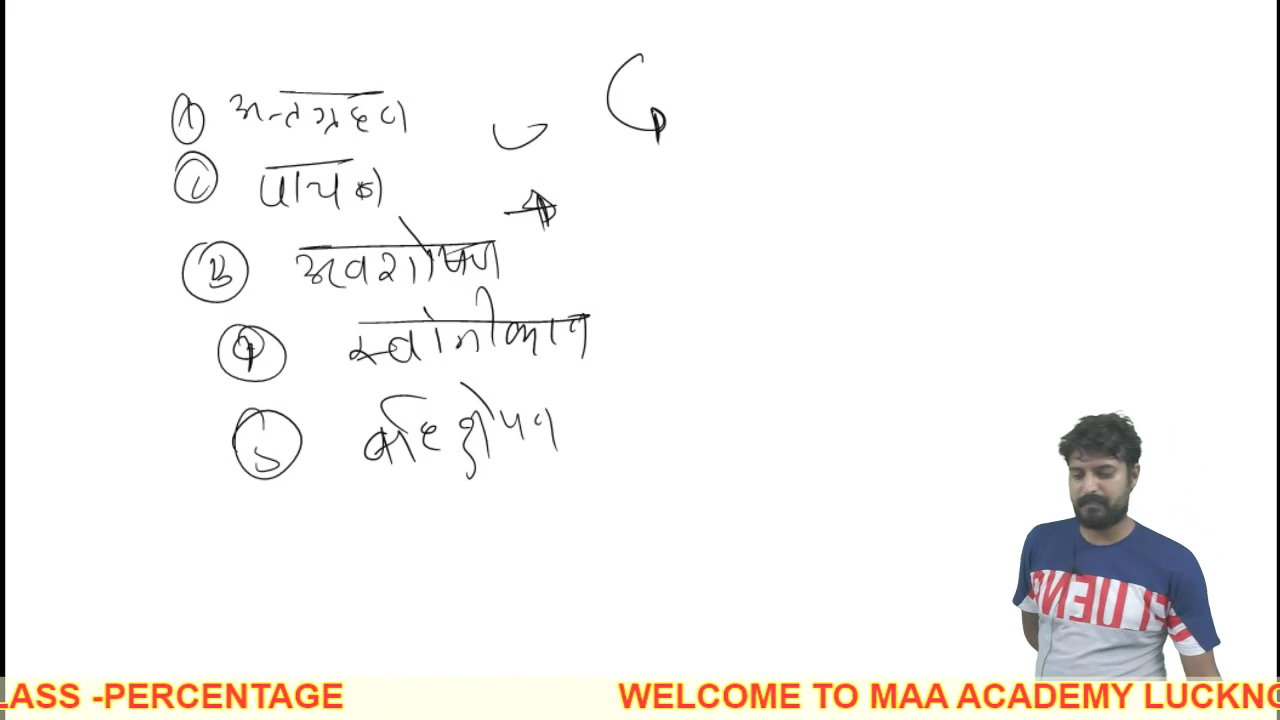 ① अन्तग्रहण
② पाचन
③ अवशोषण
④ स्वांगीकरण
⑤ बहिक्षेपण
LASS -PERCENTAGE WELCOME TO MAA ACADEMY LUCKNO